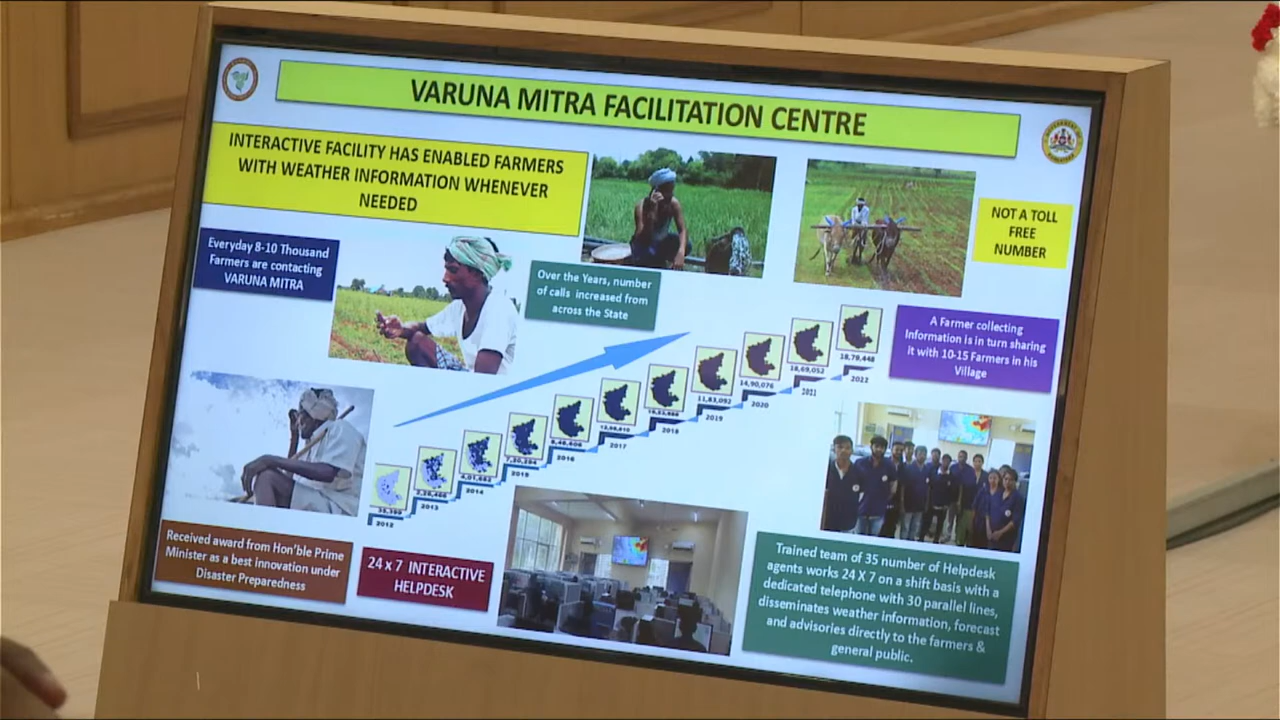 VARUNA MITRA FACILITATION CENTRE
INTERACTIVE FACILITY HAS ENABLED FARMERS
WITH WEATHER INFORMATION WHENEVER
NEEDED
NOT A TOLL
FREE
NUMBER
Everyday 8-10 Thousand
Farmers are contacting
VARUNA MITRA
Over the Years, number
of calls increased from
across the State
A Farmer collecting
Information is in turn sharing
it with 10-15 Farmers in his
Village
18,79,448
2022
18,69,052
2021
14,90,076
2020
11,83,092
2019
2018
2017
2016
2015
2014
2013
2012
Received award from Hon'ble Prime
Minister as a best innovation under
Disaster Preparedness
24 x 7 INTERACTIVE
HELPDESK
Trained team of 35 number of Helpdesk
agents works 24 X 7 on a shift basis with a
dedicated telephone with 30 parallel lines,
disseminates weather information, forecast
and advisories directly to the farmers &
general public.